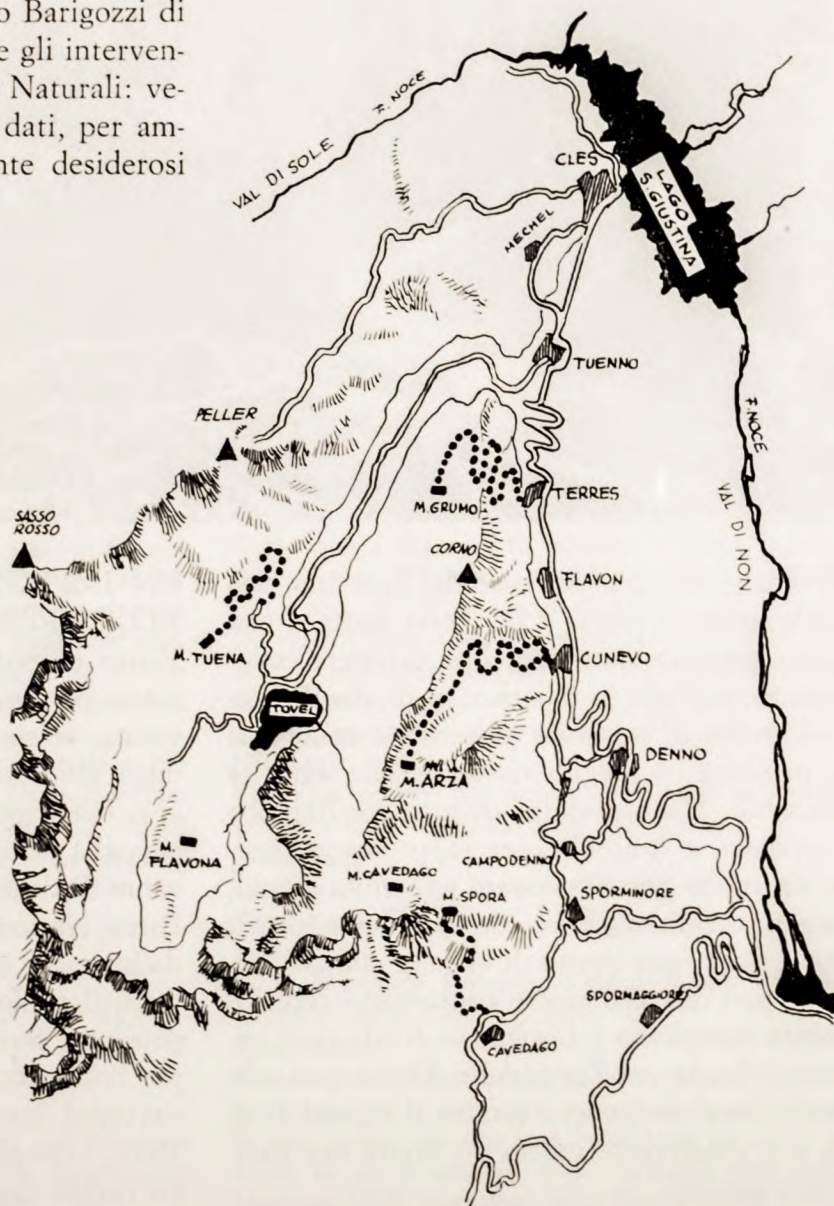 o Barigozzi di
e gli interven-
Naturali: ve-
dati, per am-
nte desiderosi
F. NOCE
VAL DI SOLE
CLES
LAGO
S. GIUSTINA
MECHEL
TUENNO
F. NOCE
VAL DI NON
PELLER
M. GRUMO
TERRES
SASSO
ROSSO
CORNO
FLAVON
M. TUENA
CUNEVO
TOVEL
DENNO
M. ARZA
M.
FLAVONA
CAMPODENNO
M. CAVEDAGO
M. SPORA
SPORMINORE
SPORMAGGIORE
CAVEDAGO